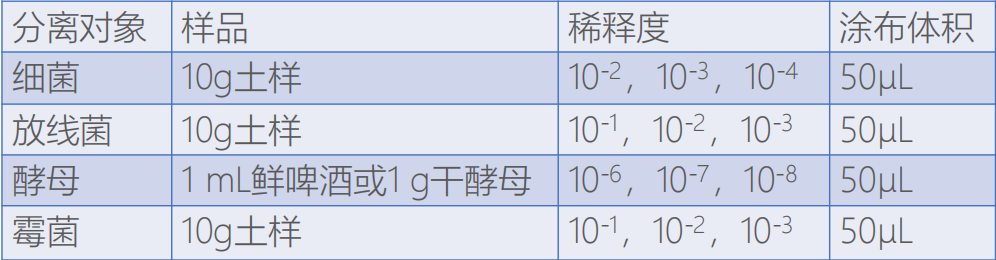 分离对象 样品 稀释度 涂布体积
细菌 10g土样 10⁻², 10⁻³, 10⁻⁴ 50μL
放线菌 10g土样 10⁻¹, 10⁻², 10⁻³ 50μL
酵母 1 mL鲜啤酒或1 g干酵母 10⁻⁶, 10⁻⁷, 10⁻⁸ 50μL
霉菌 10g土样 10⁻¹, 10⁻², 10⁻³ 50μL